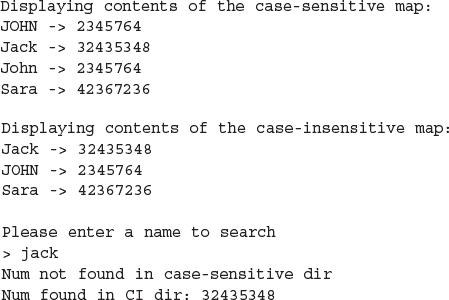 Displaying contents of the case-sensitive map:
JOHN -> 2345764
Jack -> 32435348
John -> 2345764
Sara -> 42367236
Displaying contents of the case-insensitive map:
Jack -> 32435348
JOHN -> 2345764
Sara -> 42367236
Please enter a name to search
> jack
Num not found in case-sensitive dir
Num found in CI dir: 32435348